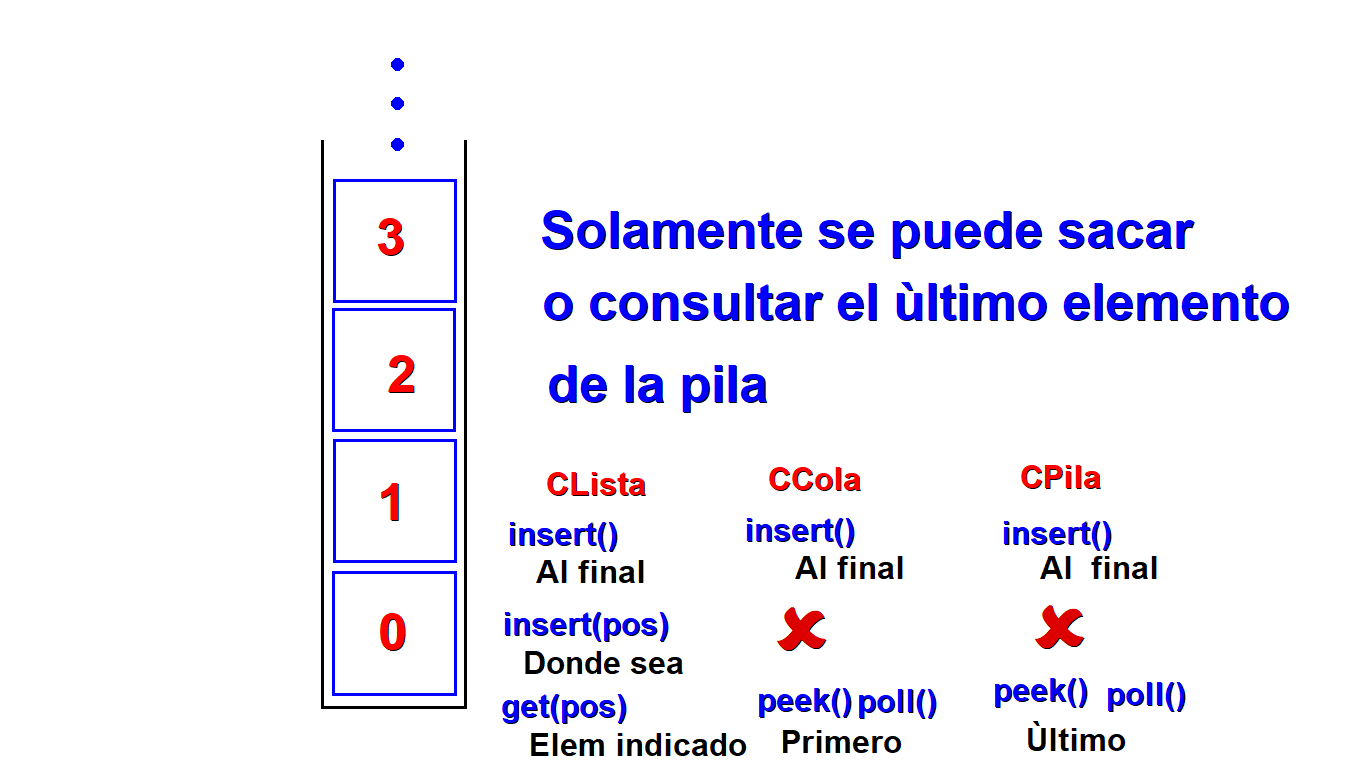 3
2
1
0
Solamente se puede sacar
o consultar el ùltimo elemento
de la pila
CLista CCola CPila
insert() insert() insert()
Al final Al final Al final
insert(pos) ✘ ✘
Donde sea
get(pos) peek() poll() peek() poll()
Elem indicado Primero Ùltimo